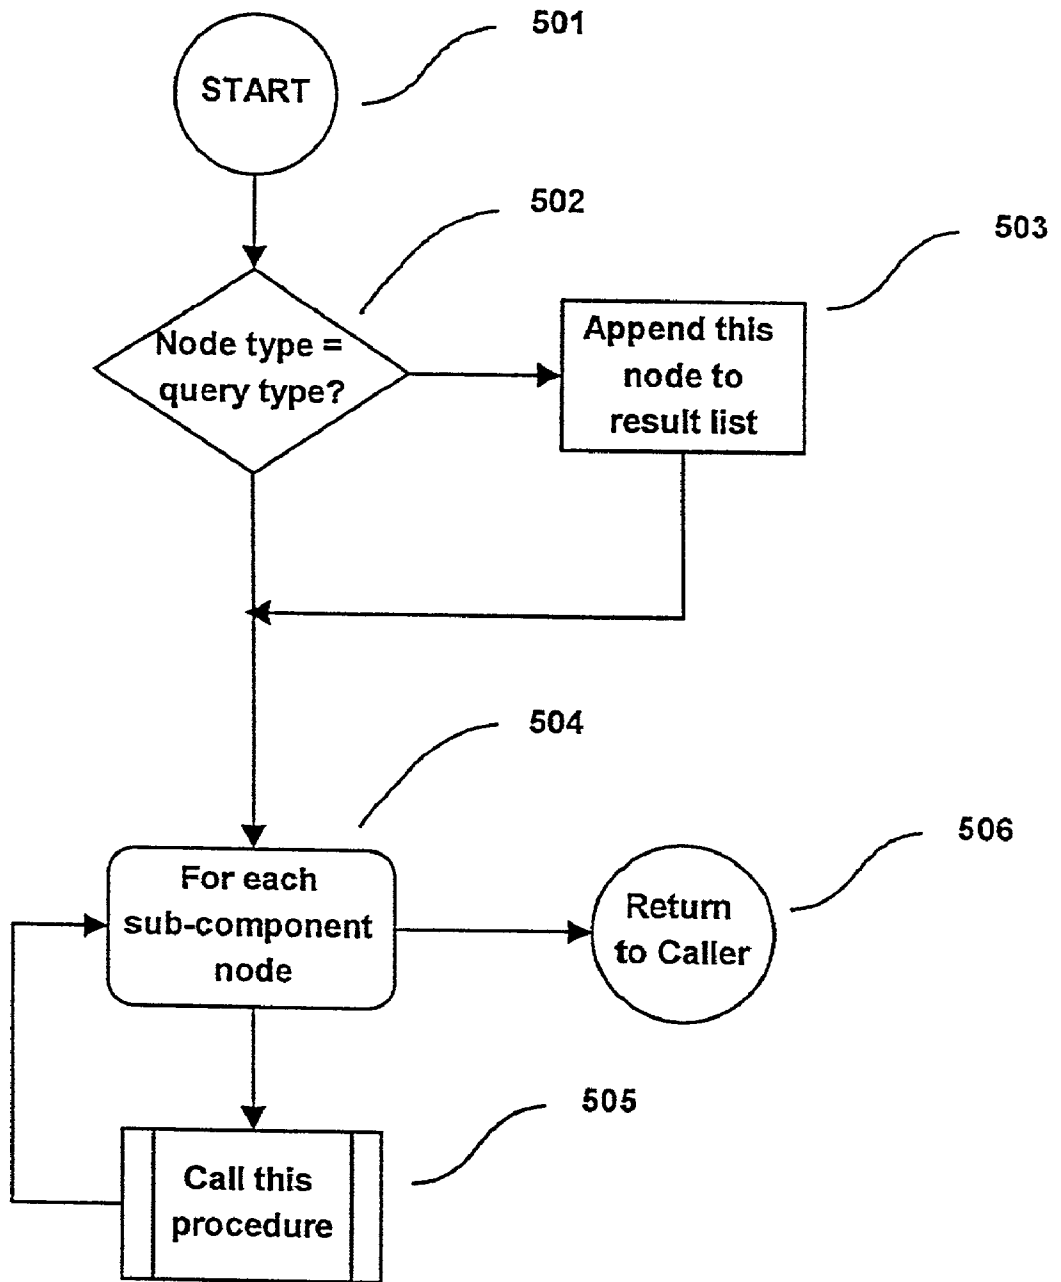 501
START
502
503
Node type =
query type?
Append this
node to
result list
504
For each
sub-component
node
506
Return
to Caller
505
Call this
procedure